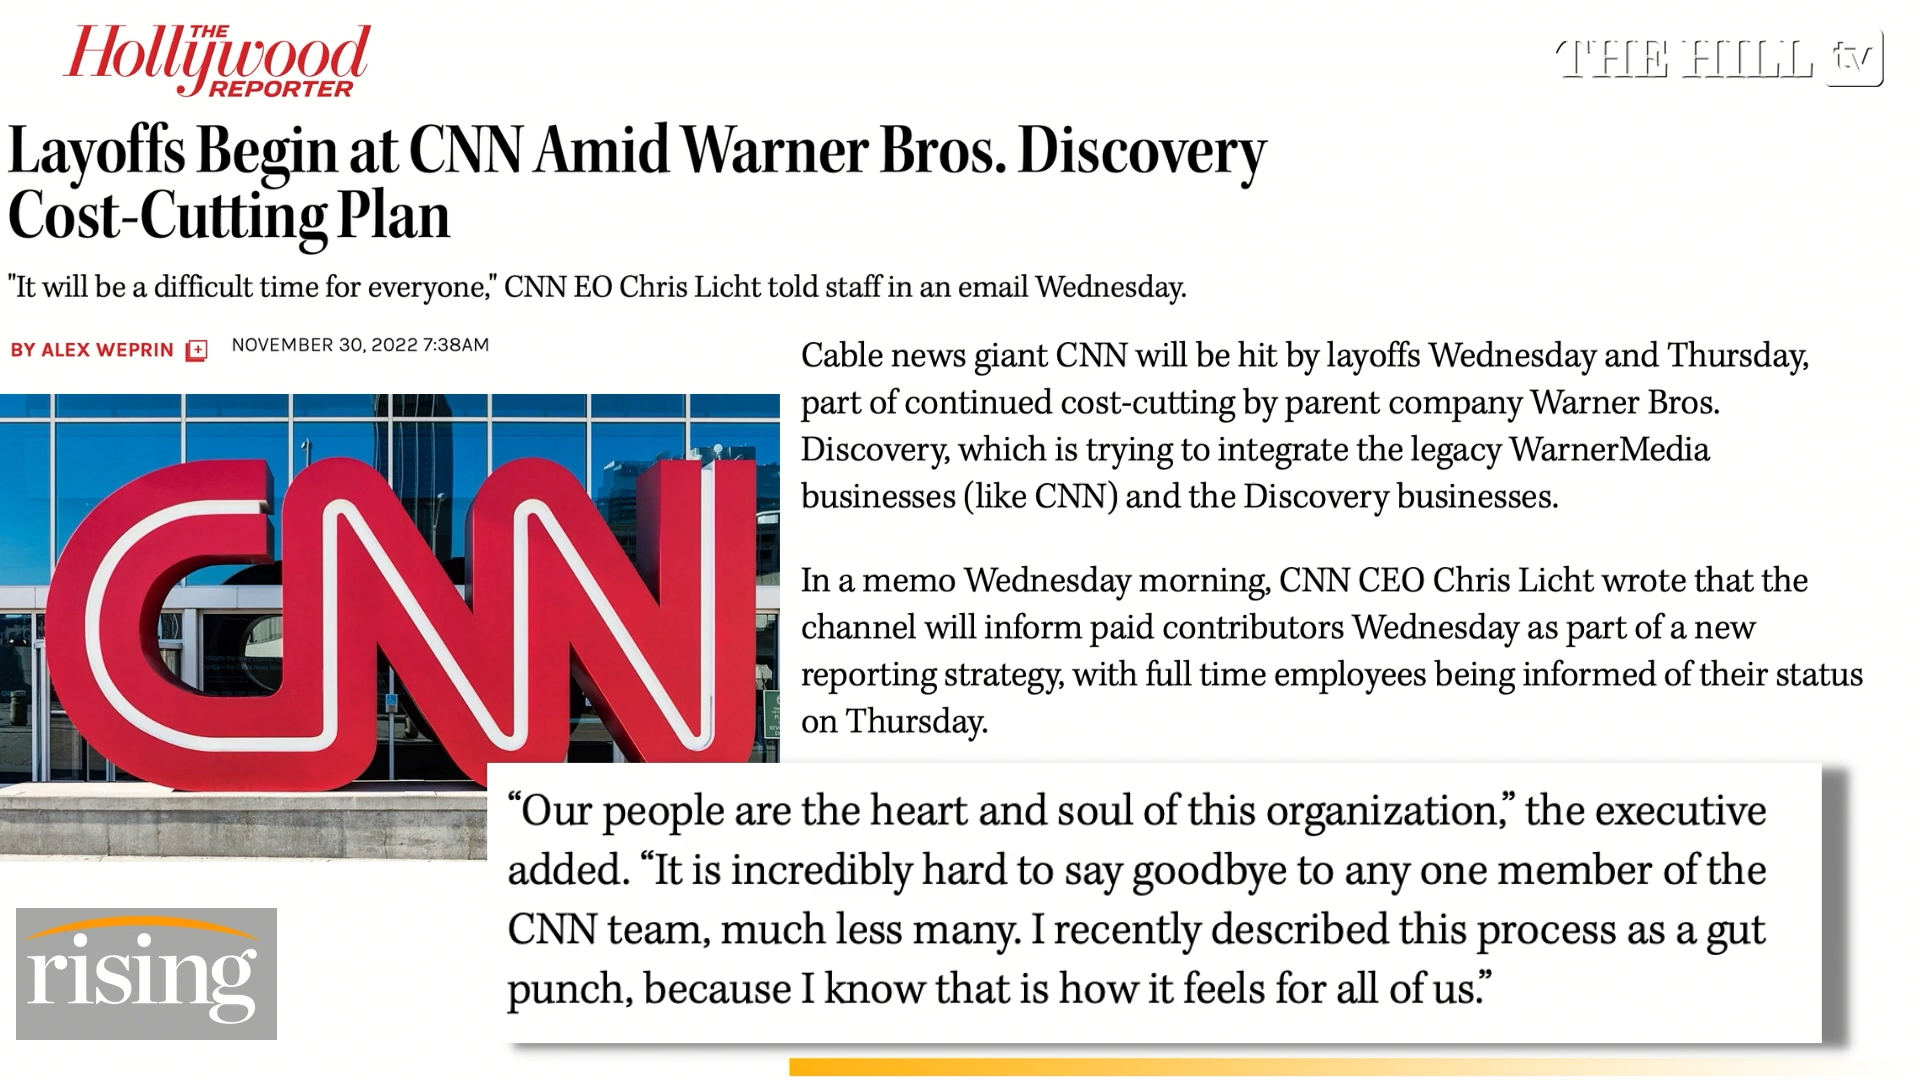 THE
Hollywood
REPORTER
THE HILL tv
Layoffs Begin at CNN Amid Warner Bros. Discovery
Cost-Cutting Plan
"It will be a difficult time for everyone," CNN EO Chris Licht told staff in an email Wednesday.
BY ALEX WEPRIN
NOVEMBER 30, 2022 7:38AM
CNN
Cable news giant CNN will be hit by layoffs Wednesday and Thursday,
part of continued cost-cutting by parent company Warner Bros.
Discovery, which is trying to integrate the legacy WarnerMedia
businesses (like CNN) and the Discovery businesses.
In a memo Wednesday morning, CNN CEO Chris Licht wrote that the
channel will inform paid contributors Wednesday as part of a new
reporting strategy, with full time employees being informed of their status
on Thursday.
“Our people are the heart and soul of this organization,” the executive
added. “It is incredibly hard to say goodbye to any one member of the
CNN team, much less many. I recently described this process as a gut
punch, because I know that is how it feels for all of us.”
rising